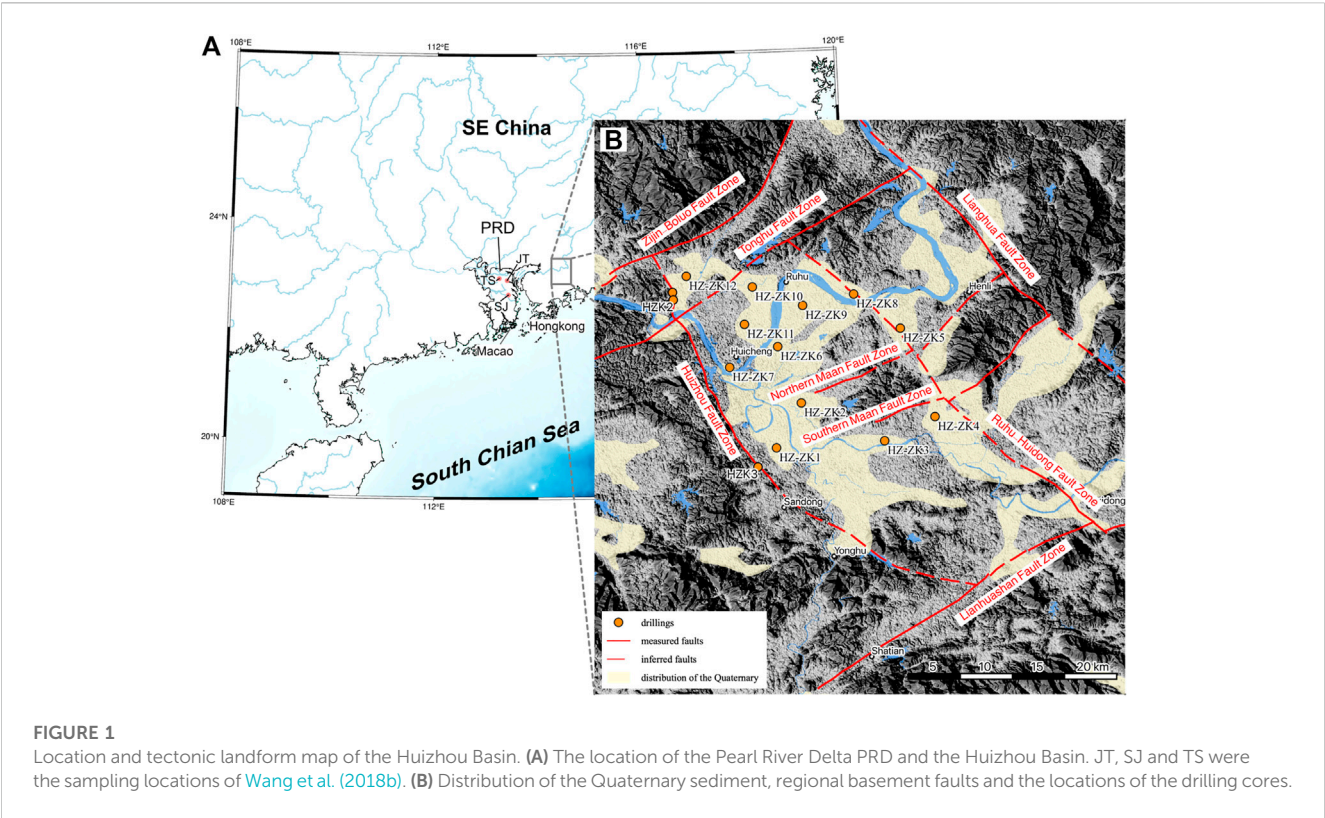 A
108°E
112°E
116°E
120°E
SE China
24°N
PRD
JT
TS
SJ
Hongkong
Macao
20°N
South Chian Sea
108°E
112°E
B
Zijin_Boluo Fault Zone
Tonghu Fault Zone
Lianghua Fault Zone
HZ-ZK12
Ruhu
HZK2
HZ-ZK10
HZ-ZK8
Henli
HZ-ZK9
HZ-ZK11
HZ-ZK5
Huicheng
HZ-ZK6
HZ-ZK7
Northern Maan Fault Zone
Huizhou Fault Zone
HZ-ZK2
Southern Maan Fault Zone
HZ-ZK4
Ruhu_Huidong Fault Zone
HZ-ZK1
HZ-ZK3
HZK3
Sandong
idong
Yonghu
Lianhuashan Fault Zone
Shatian
drillings
measured faults
inferred faults
distribution of the Quaternary
5 10 15 20 km
FIGURE 1
Location and tectonic landform map of the Huizhou Basin. (A) The location of the Pearl River Delta PRD and the Huizhou Basin. JT, SJ and TS were
the sampling locations of Wang et al. (2018b). (B) Distribution of the Quaternary sediment, regional basement faults and the locations of the drilling cores.